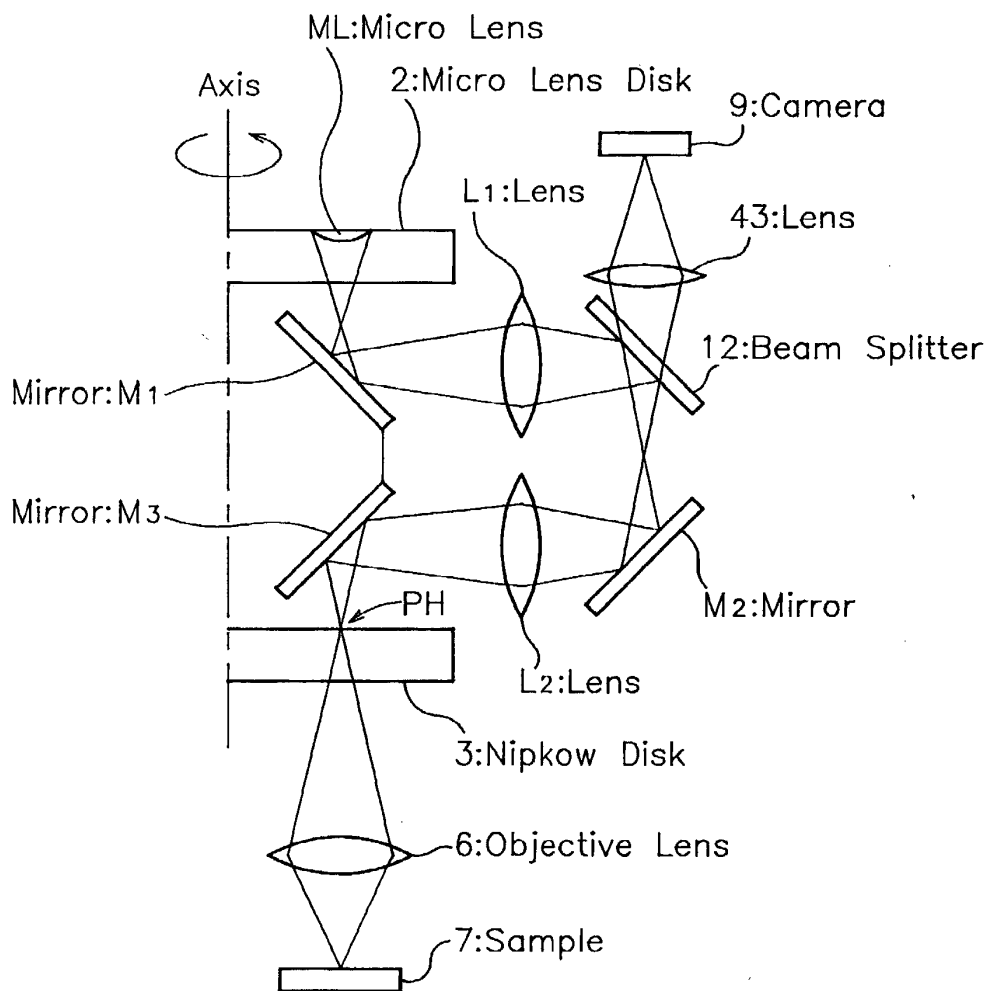 ML:Micro Lens
2:Micro Lens Disk
Axis
9:Camera
L1:Lens
43:Lens
12:Beam Splitter
Mirror:M1
Mirror:M3
PH
M2:Mirror
L2:Lens
3:Nipkow Disk
6:Objective Lens
7:Sample